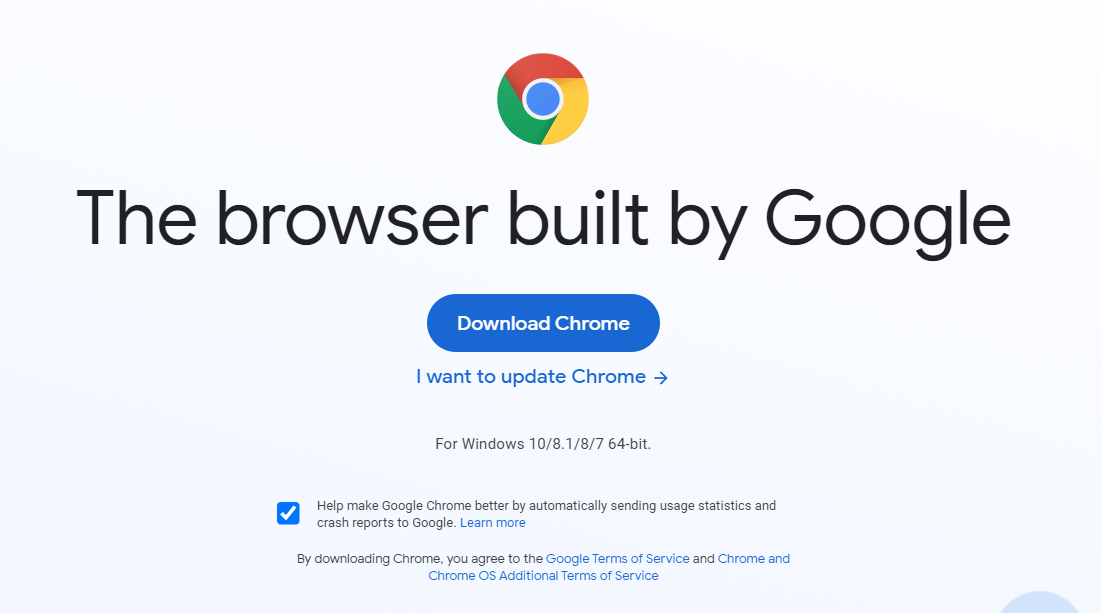 The browser built by Google
Download Chrome
I want to update Chrome →
For Windows 10/8.1/8/7 64-bit.
Help make Google Chrome better by automatically sending usage statistics and
crash reports to Google. Learn more
By downloading Chrome, you agree to the Google Terms of Service and Chrome and
Chrome OS Additional Terms of Service